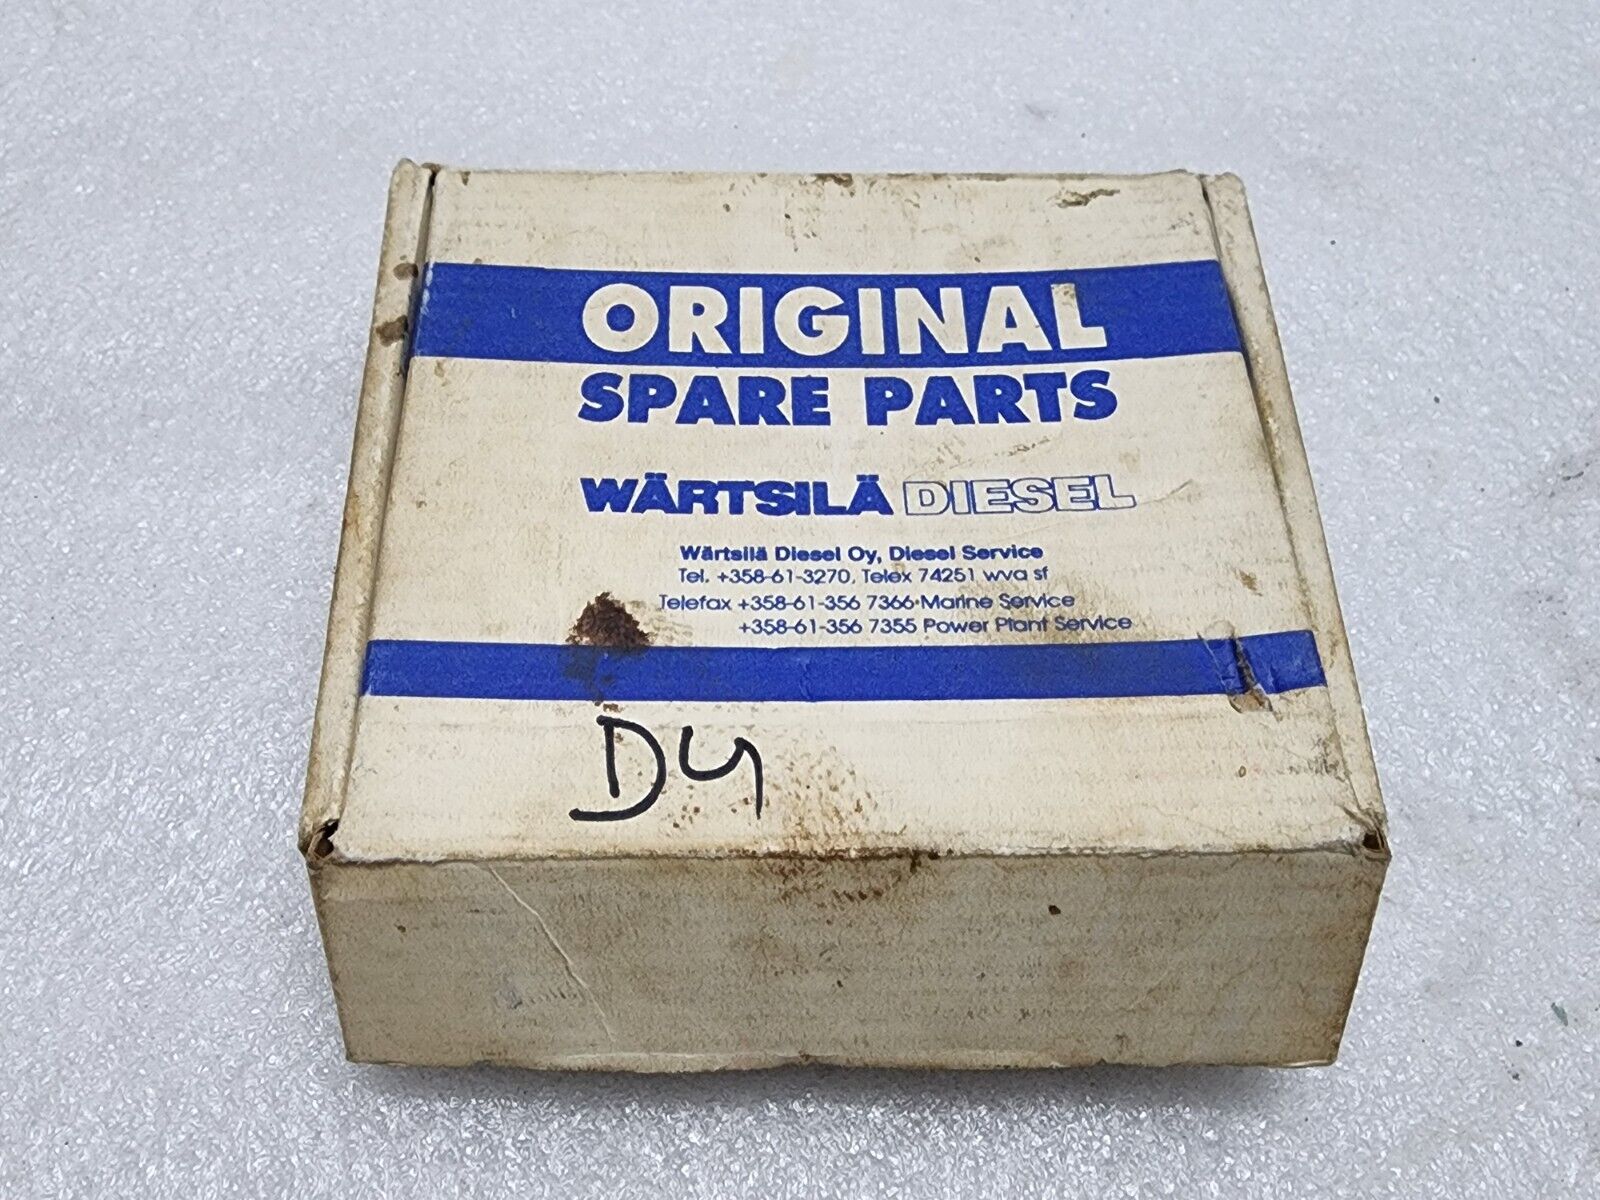 ORIGINAL
SPARE PARTS
WÄRTSILÄ DIESEL
Wärtsilä Diesel Oy, Diesel Service
Tel. +358-61-3270, Telex 74251 wva sf
Telefax +358-61-356 7366 Marine Service
+358-61-356 7355 Power Plant Service
D4